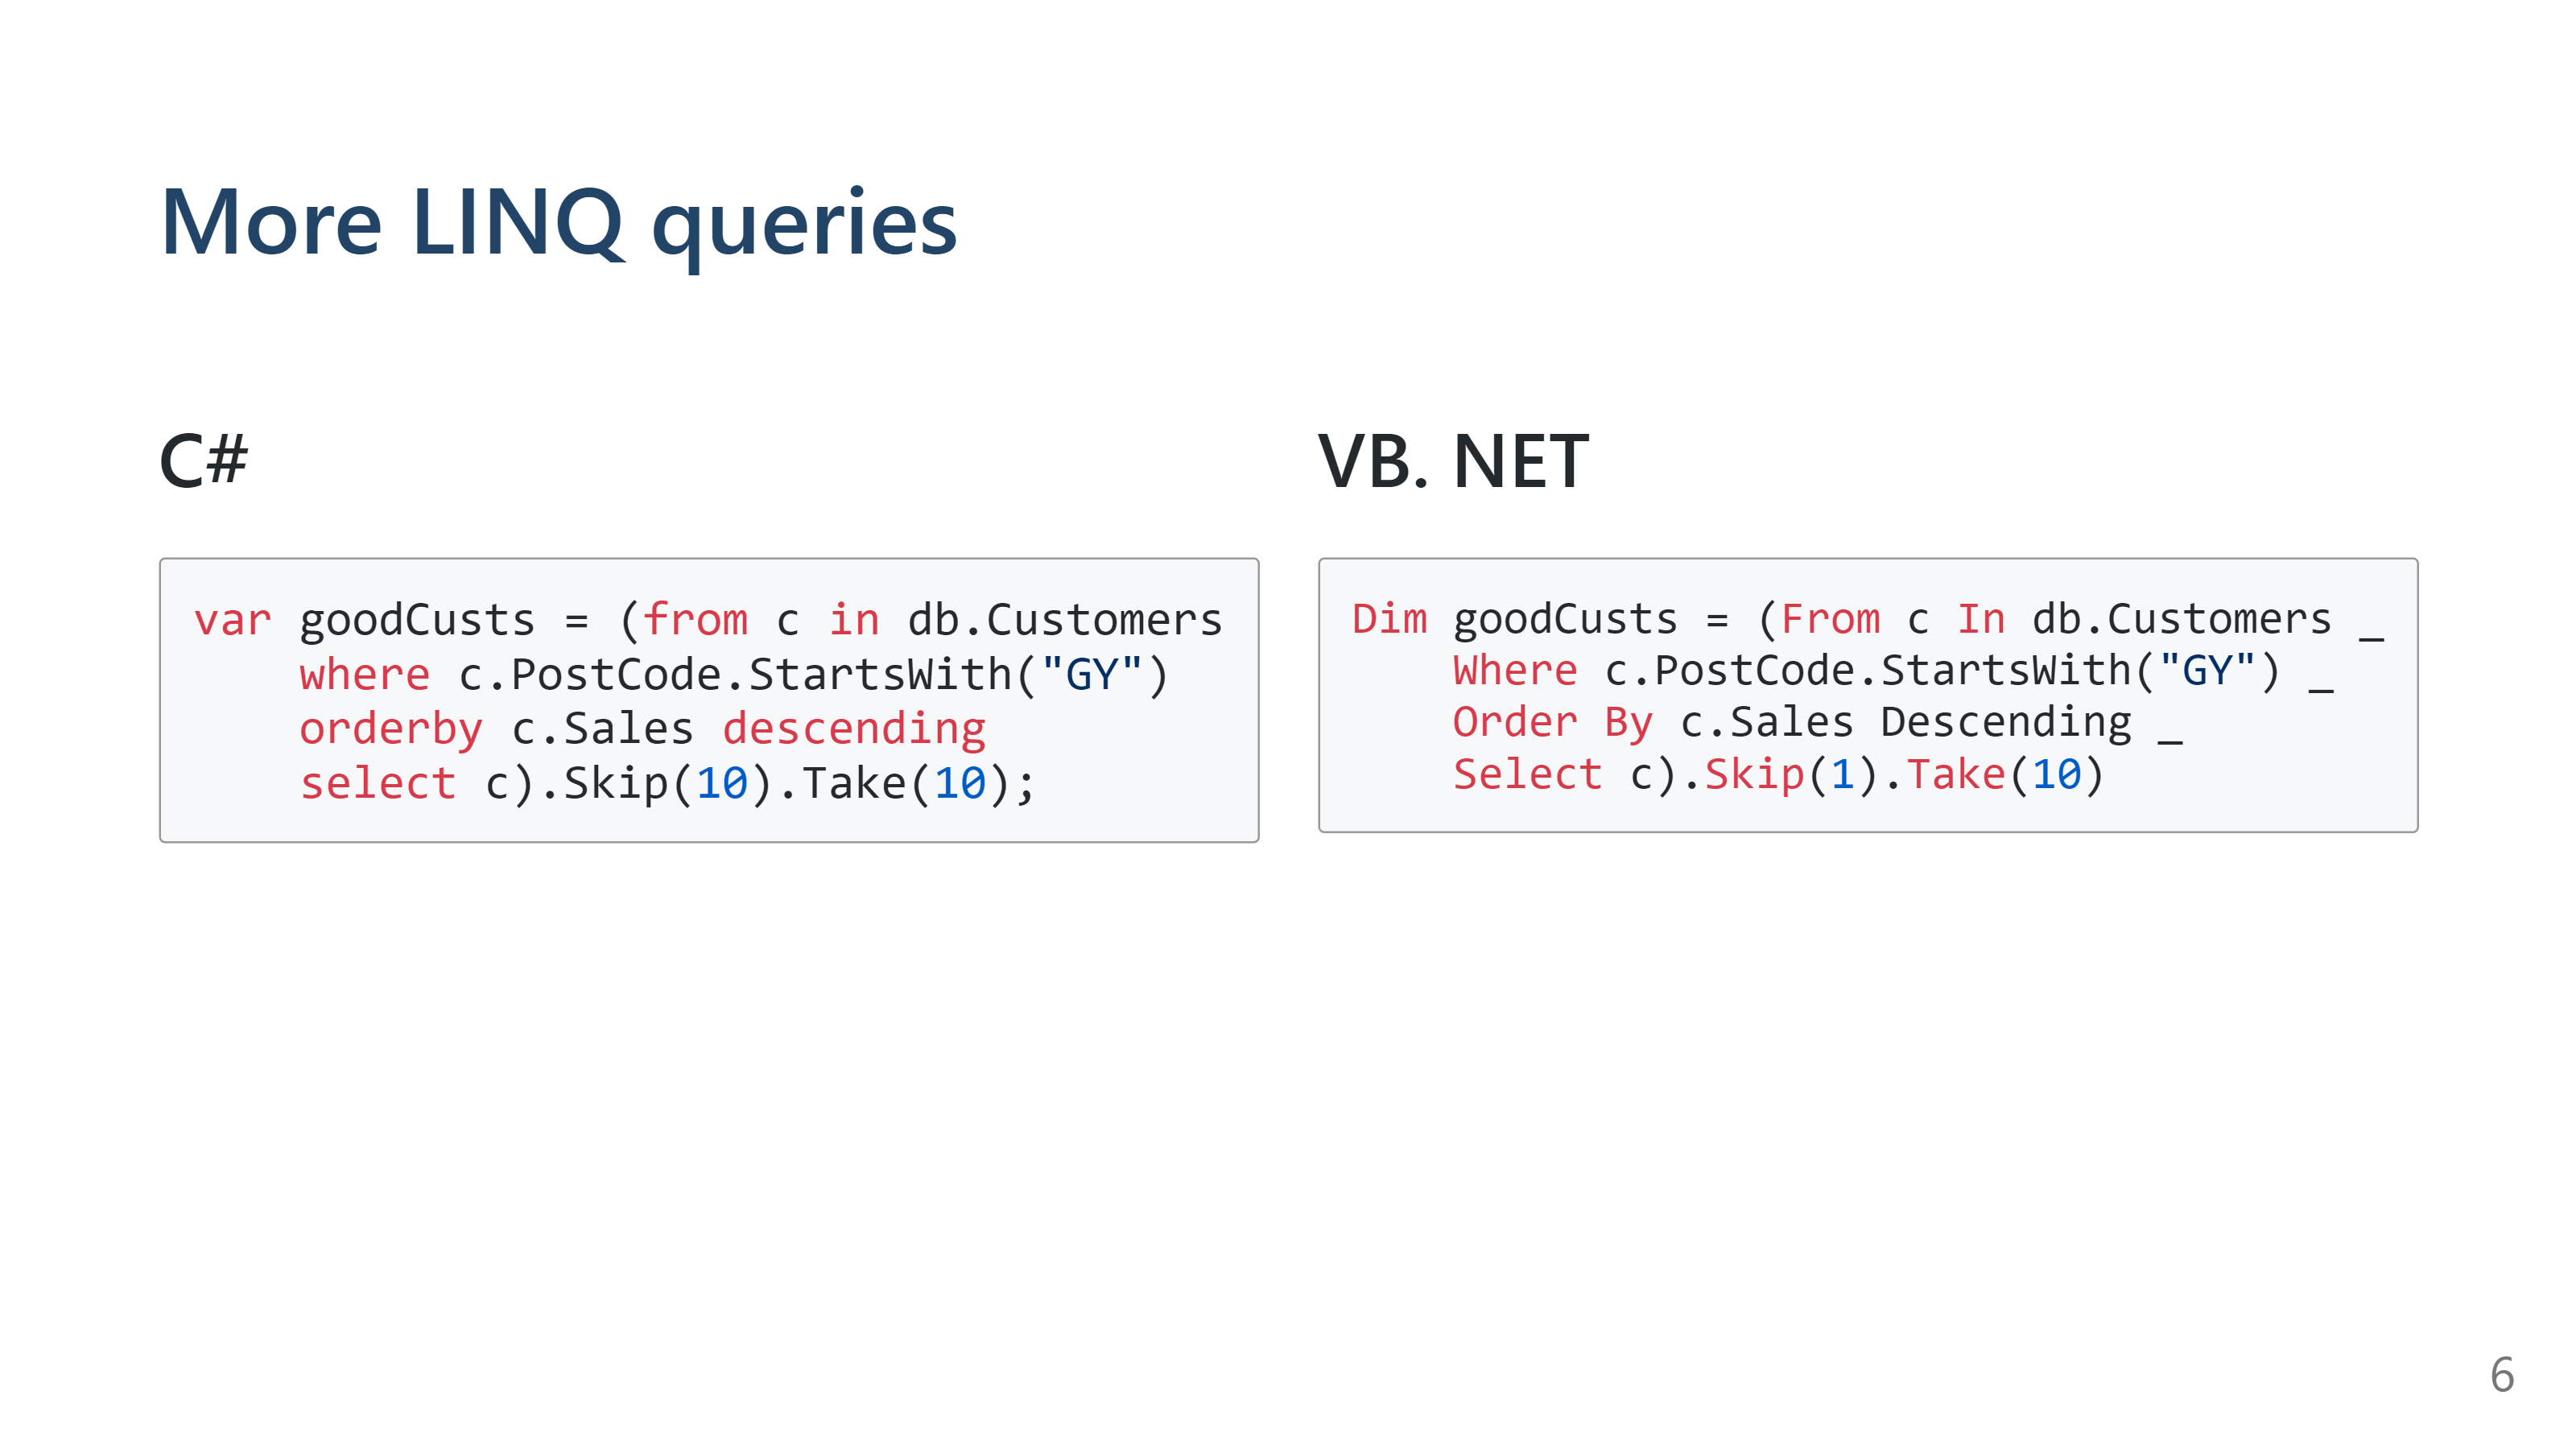 More LINQ queries
C#
var goodCusts = (from c in db.Customers
    where c.PostCode.StartsWith("GY")
    orderby c.Sales descending
    select c).Skip(10).Take(10);
VB. NET
Dim goodCusts = (From c In db.Customers _
    Where c.PostCode.StartsWith("GY") _
    Order By c.Sales Descending _
    Select c).Skip(1).Take(10)
6